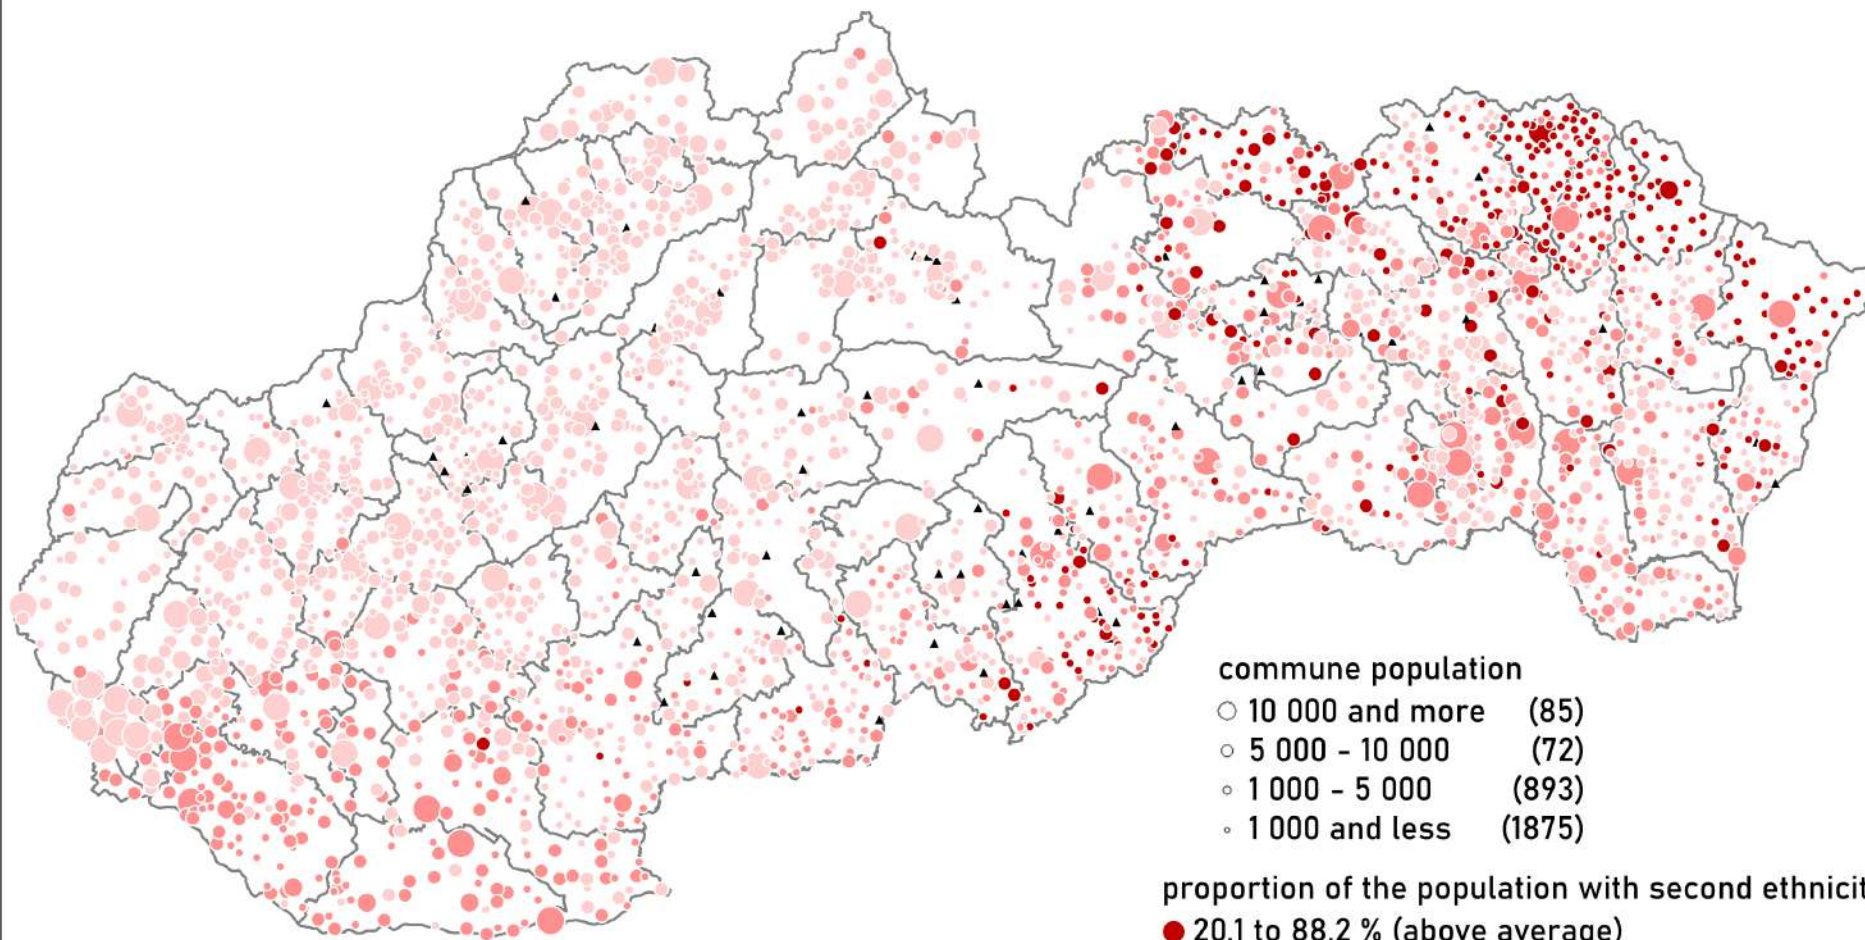 commune population
10 000 and more (85)
5 000 - 10 000 (72)
1 000 - 5 000 (893)
1 000 and less (1875)
proportion of the population with second ethnicit
20.1 to 88.2 % (above average)